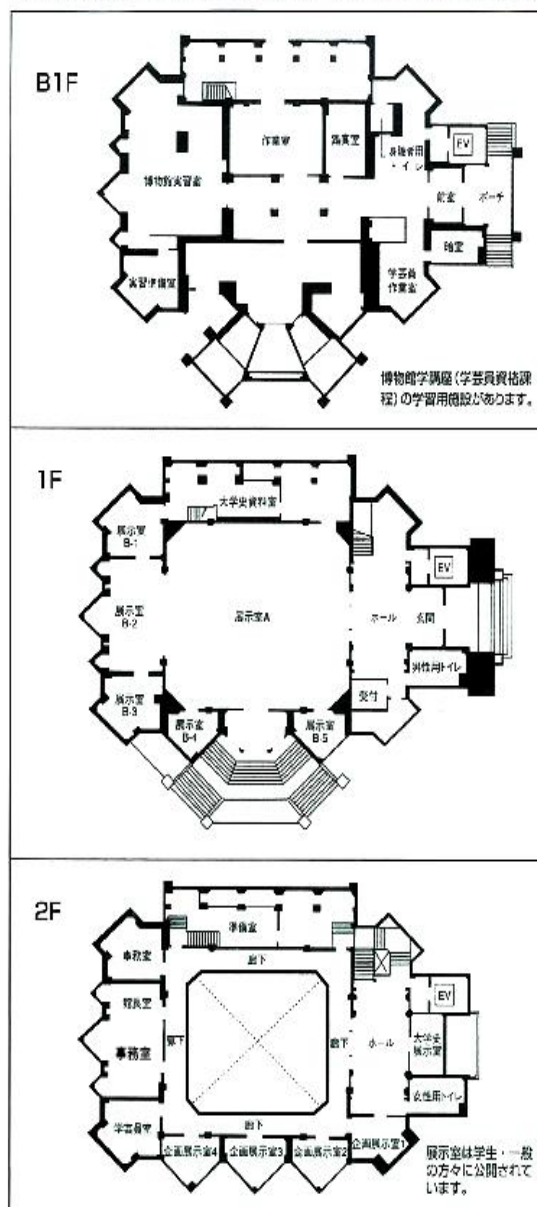 B1F
作業室
鑑賞室
身障者用
トイレ
EV
博物館実習室
前室
ポーチ
暗室
実習準備室
学芸員
作業室
博物館学講座(学芸員資格課
程)の学習用施設があります。
1F
大学史資料室
展示室
B-1
EV
展示室
B-2
展示室A
ホール
玄関
男性用トイレ
展示室
B-3
受付
展示室
B-4
展示室
B-5
2F
準備室
事務室
廊下
館長室
EV
事務室
廊下
廊下
ホール
大学史
展示室
女性用トイレ
廊下
学芸員室
企画展示室4
企画展示室3
企画展示室2
企画展示室1
展示室は学生・一般
の方々に公開されて
います。